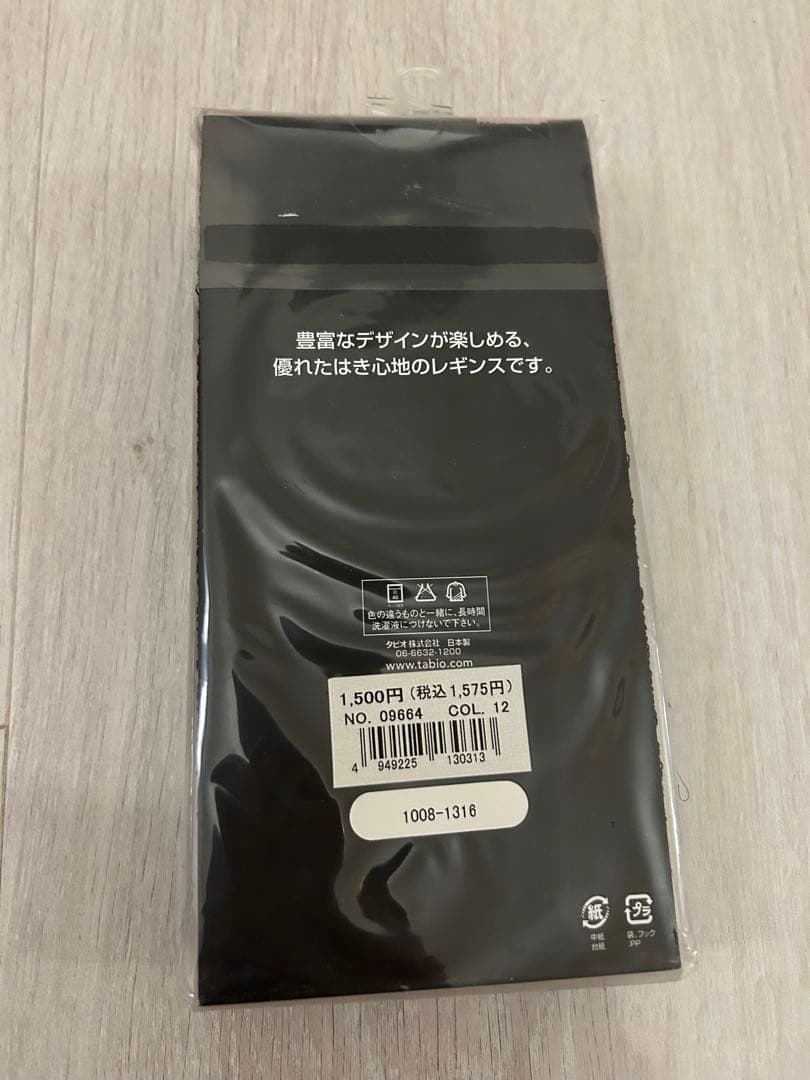 豊富なデザインが楽しめる、
優れたはき心地のレギンスです。
色の違うものと一緒に、長時間
洗濯液につけないで下さい。
タビオ株式会社 日本製
06-6632-1200
www.tabio.com
1,500円(税込1,575円)
NO. 09664 COL. 12
4 949225 130313
1008-1316
紙 プラ
中紙 袋、フック
台紙 :PP